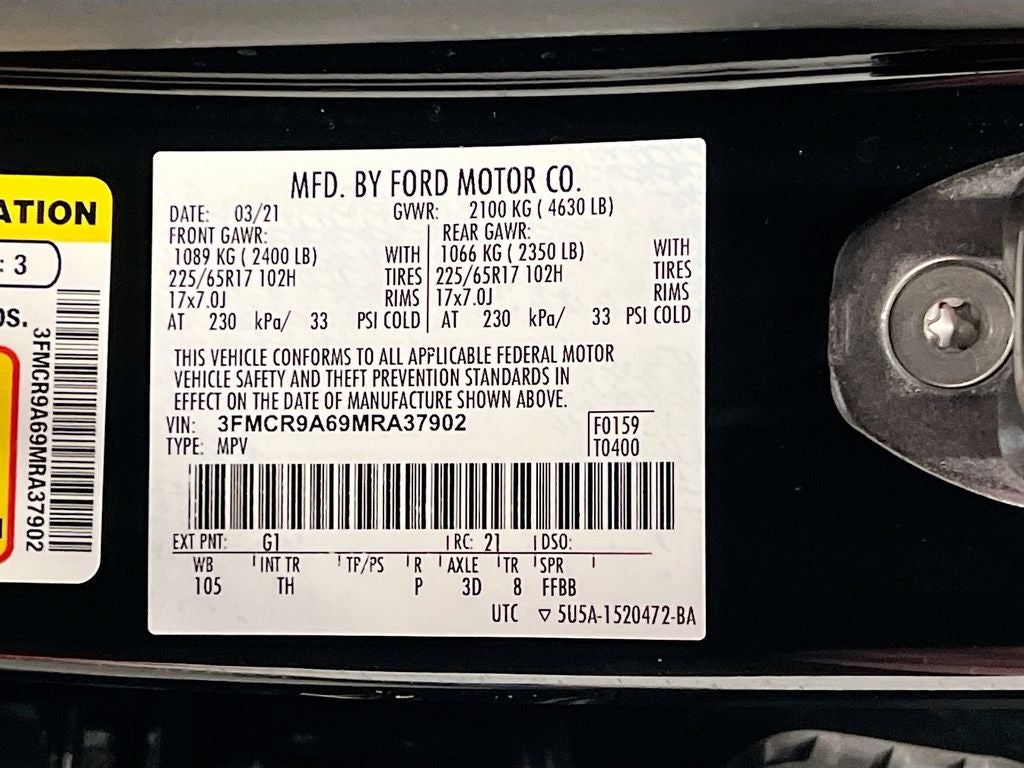 ATION
: 3
DS.
3FMCR9A69MRA37902
MFD. BY FORD MOTOR CO.
DATE: 03/21 GVWR: 2100 KG ( 4630 LB)
FRONT GAWR: REAR GAWR:
1089 KG ( 2400 LB) WITH 1066 KG ( 2350 LB) WITH
225/65R17 102H TIRES 225/65R17 102H TIRES
17x7.0J RIMS 17x7.0J RIMS
AT 230 kPa/ 33 PSI COLD AT 230 kPa/ 33 PSI COLD
THIS VEHICLE CONFORMS TO ALL APPLICABLE FEDERAL MOTOR
VEHICLE SAFETY AND THEFT PREVENTION STANDARDS IN
EFFECT ON THE DATE OF MANUFACTURE SHOWN ABOVE.
VIN: 3FMCR9A69MRA37902
TYPE: MPV
F0159
T0400
EXT PNT: G1 RC: 21 DSO:
WB INT TR TP/PS R AXLE TR SPR
105 TH P 3D 8 FFBB
UTC ▽ 5U5A-1520472-BA